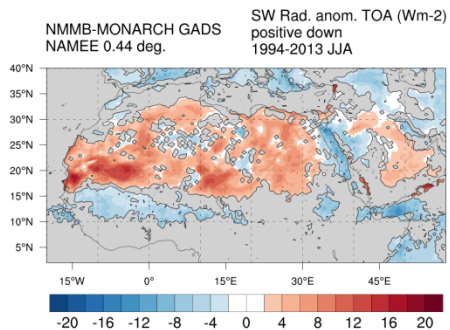 NMMB-MONARCH GADS
NAMEE 0.44 deg.
SW Rad. anom. TOA (Wm-2)
positive down
1994-2013 JJA
40°N
35°N
30°N
25°N
20°N
15°N
10°N
5°N
15°W 0° 15°E 30°E 45°E
-20 -16 -12 -8 -4 0 4 8 12 16 20